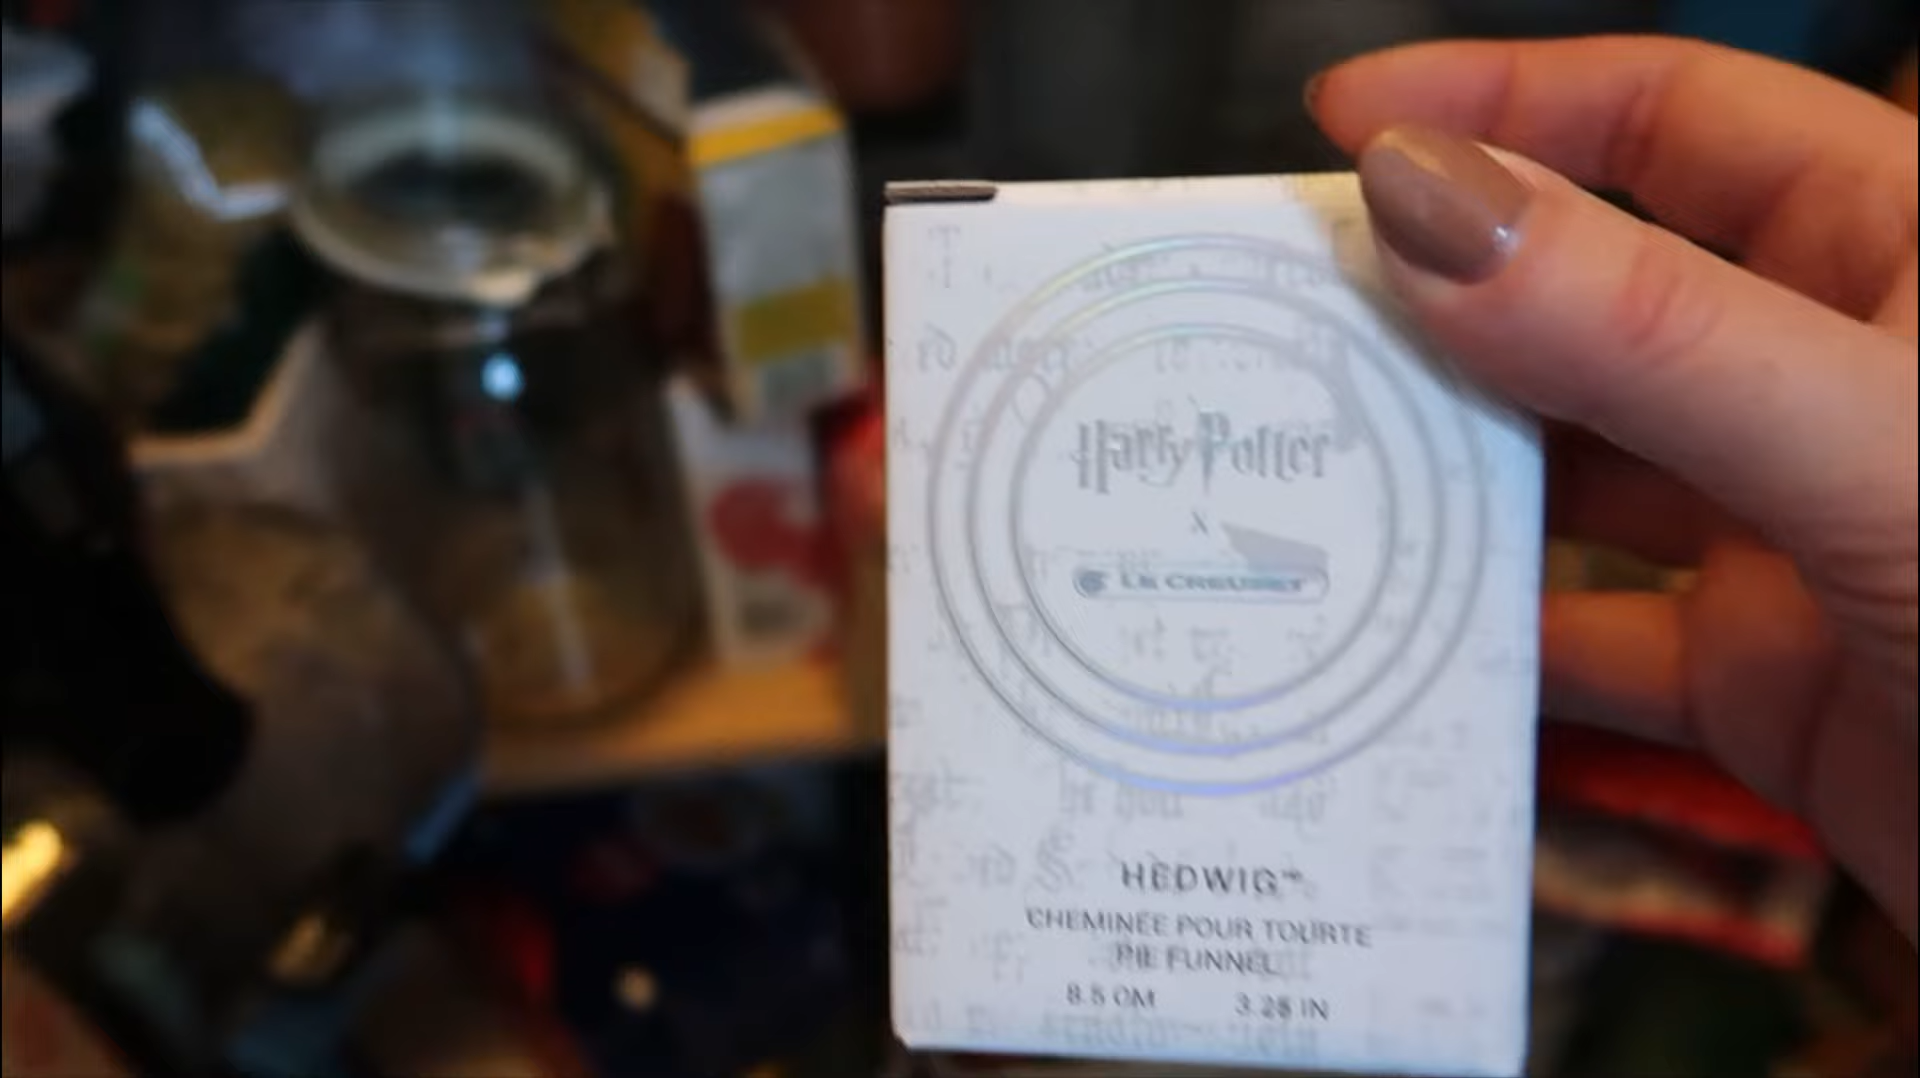 Harry Potter
X
LE CREUSET
HEDWIG™
CHEMINÉE POUR TOURTE
PIE FUNNEL
8.5 CM 3.25 IN